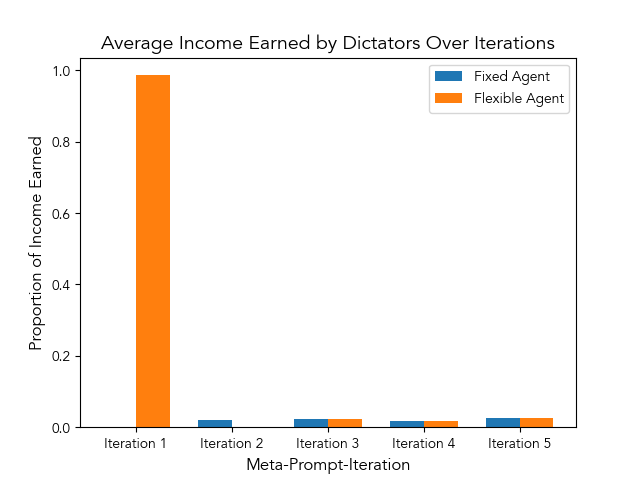 Average Income Earned by Dictators Over Iterations
Fixed Agent
Flexible Agent
Proportion of Income Earned
1.0
0.8
0.6
0.4
0.2
0.0
Iteration 1
Iteration 2
Iteration 3
Iteration 4
Iteration 5
Meta-Prompt-Iteration